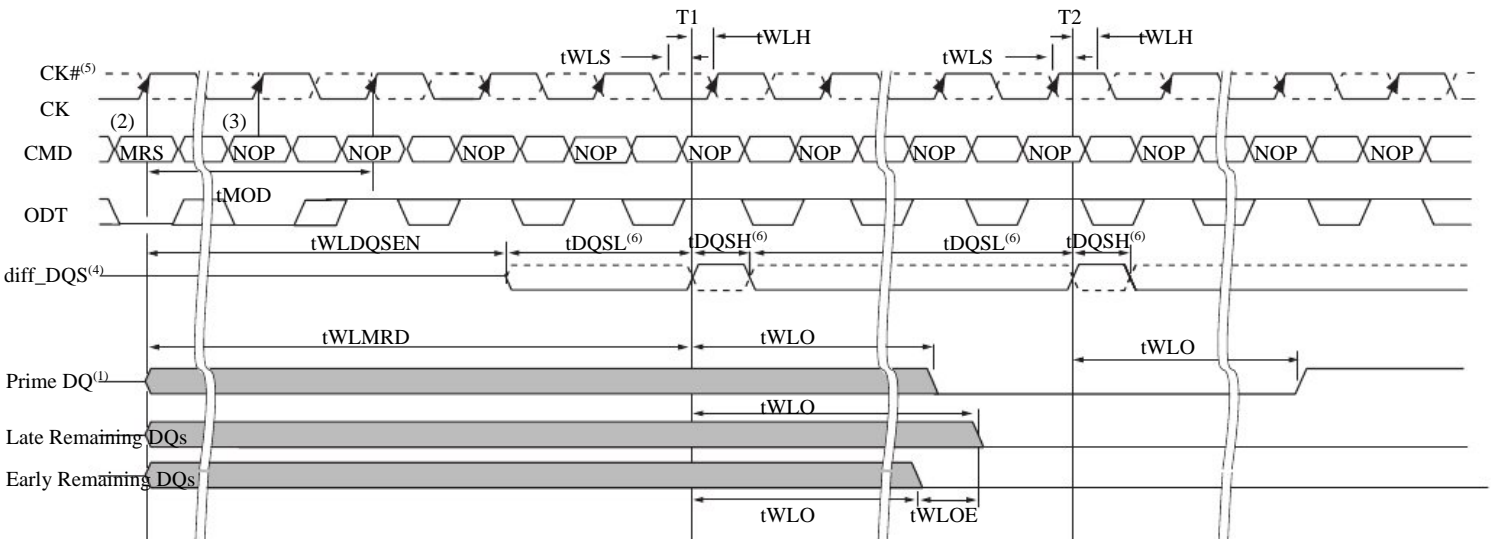 T1 T2
tWLH tWLH
tWLS tWLS
CK#(5)
CK
(2) (3)
CMD MRS NOP NOP NOP NOP NOP NOP NOP NOP NOP NOP NOP
tMOD
ODT
tWLDQSEN tDQSL(6) tDQSH(6) tDQSL(6) tDQSH(6)
diff_DQS(4)
tWLMRD tWLO tWLO
Prime DQ(1)
tWLO
Late Remaining DQs
Early Remaining DQs
tWLO tWLOE